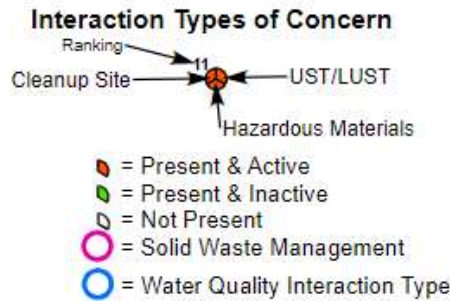 Interaction Types of Concern
Ranking
11
Cleanup Site
UST/LUST
Hazardous Materials
= Present & Active
= Present & Inactive
= Not Present
= Solid Waste Management
= Water Quality Interaction Type